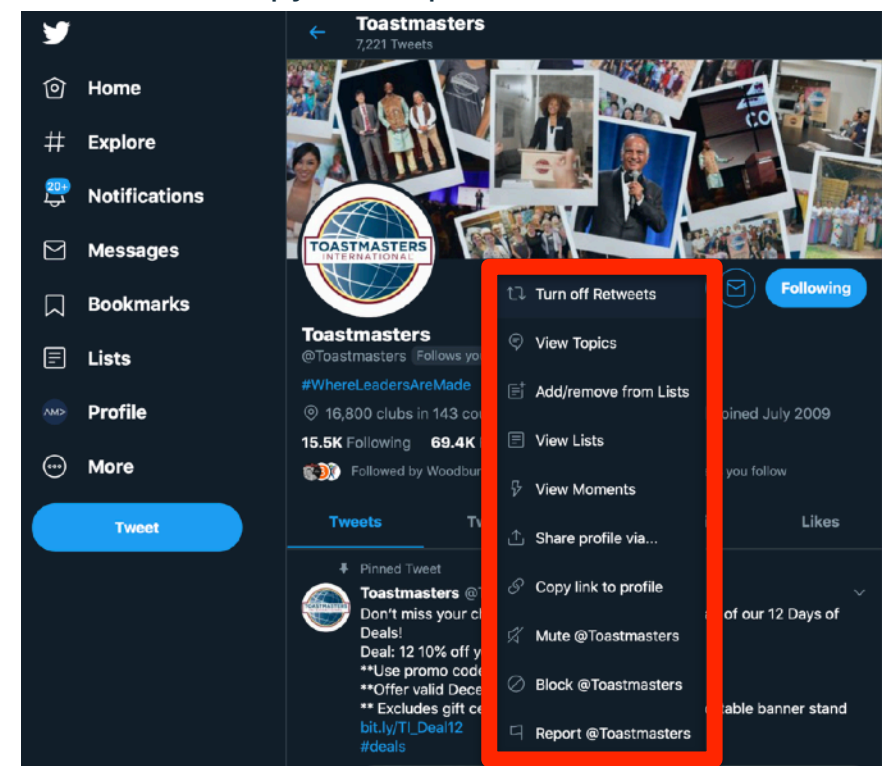 Toastmasters
7,221 Tweets
Home
Explore
20+
Notifications
Messages
Bookmarks
Lists
Profile
More
Tweet
TOASTMASTERS
INTERNATIONAL
Following
Toastmasters
@Toastmasters Follows you
#WhereLeadersAreMade
16,800 clubs in 143 joined July 2009
15.5K Following 69.4K
Followed by you follow
Tweets Likes
Turn off Retweets
View Topics
Add/remove from Lists
View Lists
View Moments
Share profile via...
Copy link to profile
Mute @Toastmasters
Block @Toastmasters
Report @Toastmasters
Pinned Tweet
Toastmasters
Don't miss your of our 12 Days of
Deals!
Deal: 12 10% off
**Use promo code
**Offer valid
** Excludes gift table banner stand
bit.ly/TI_Deal12
#deals